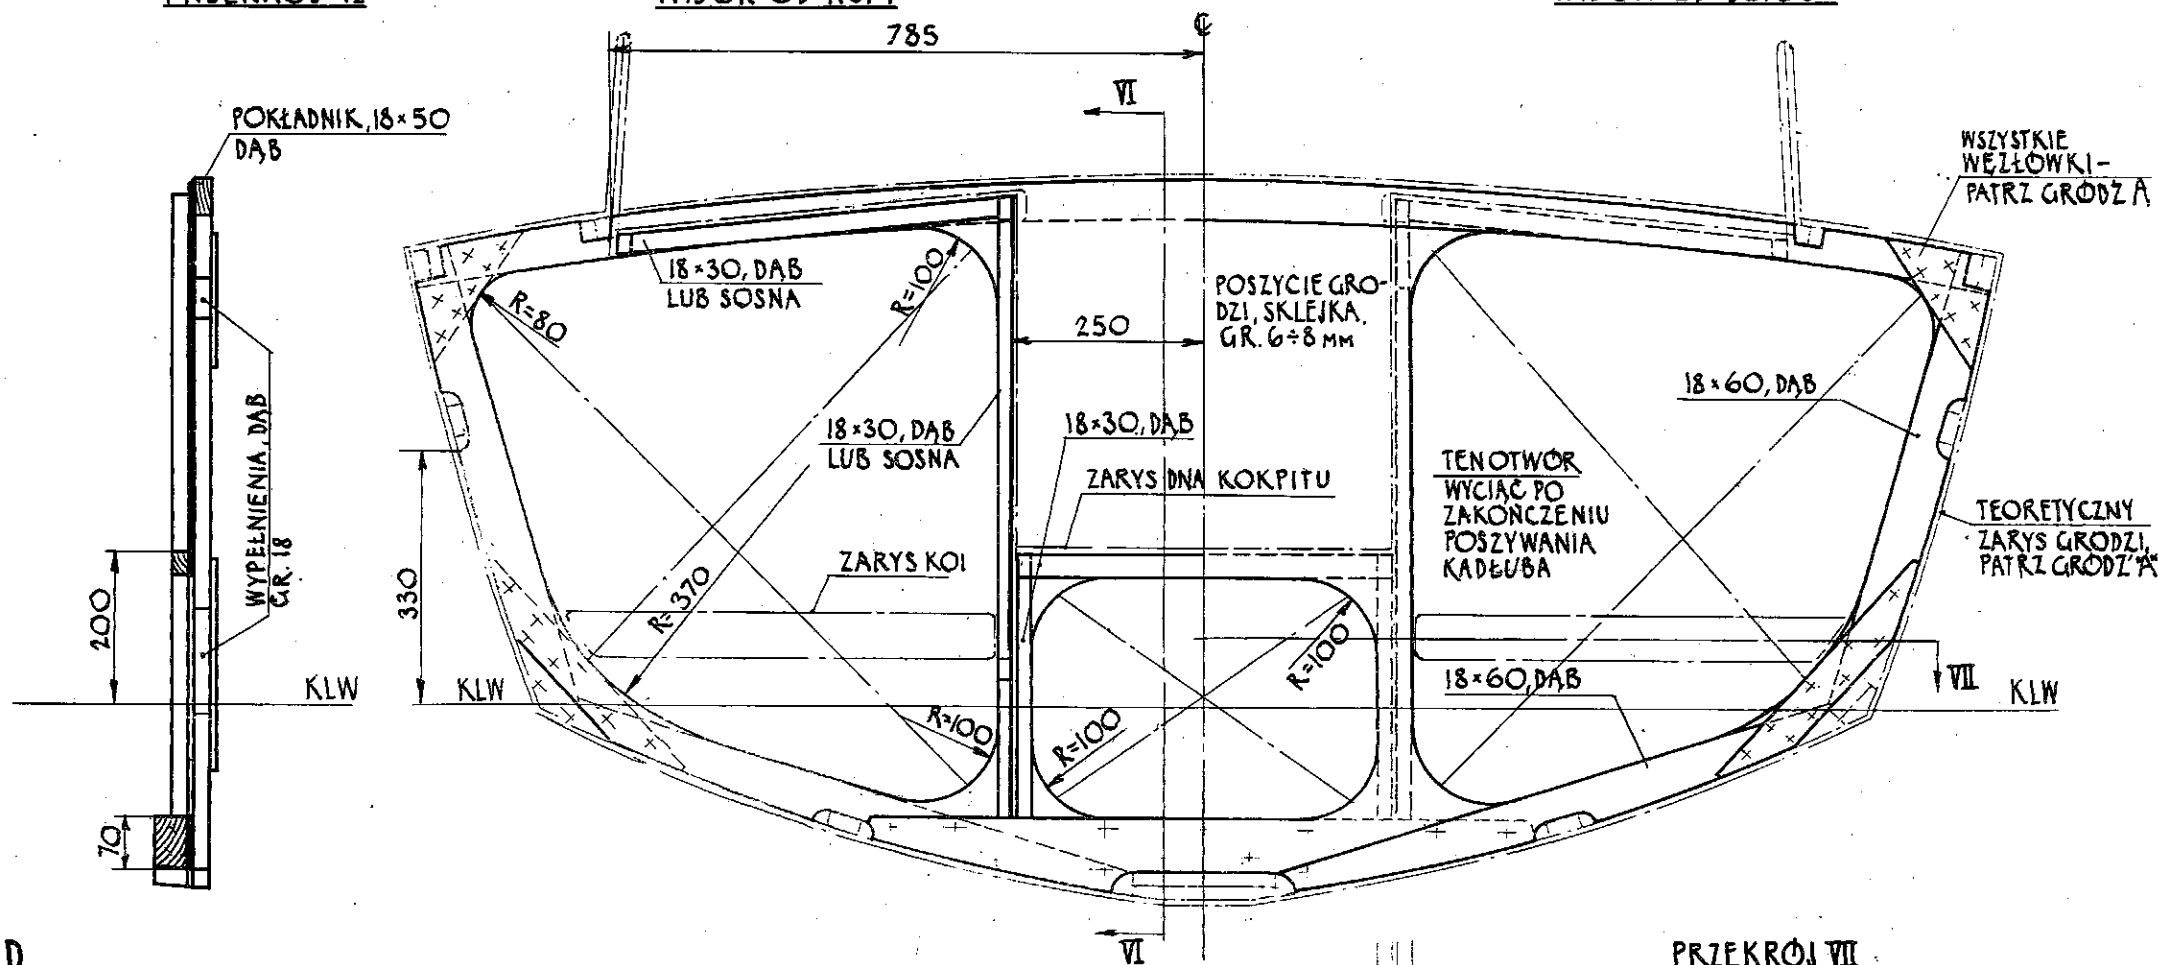 785
VI
POKŁADNIK, 18×50
DĄB
WSZYSTKIE
WĘZŁÓWKI-
PATRZ GRÓDŹ A
18×30, DĄB
LUB SOSNA
R=100
R=80
POSZYCIE GRO-
DZI, SKLEJKA,
GR. 6÷8 MM
250
18×60, DĄB
WYPEŁNIENIA, DĄB
GR. 18
18×30, DĄB
LUB SOSNA
18×30, DĄB
ZARYS DNA KOKPITU
TEN OTWÓR
WYCIĄĆ PO
ZAKOŃCZENIU
POSZYWANIA
KADŁUBA
TEORETYCZNY
ZARYS GRODZI,
PATRZ GRÓDŹ "A"
ZARYS KOI
330
200
R=370
R=100
18×60, DĄB
VII
KLW
KLW
KLW
R=100
R=100
70
VI
D
PRZEKRÓJ VII